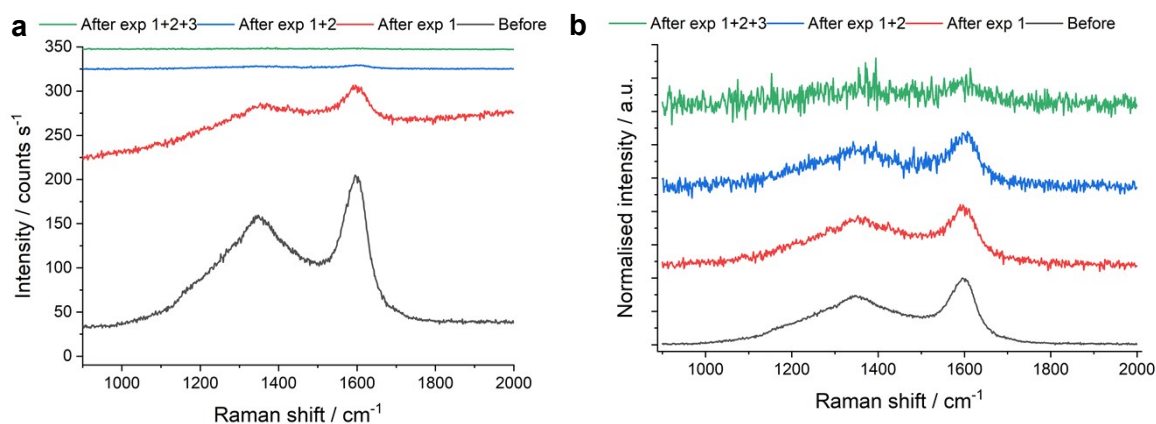 a
After exp 1+2+3 After exp 1+2 After exp 1 Before
350
300
250
200
150
100
50
0
Intensity / counts s⁻¹
1000 1200 1400 1600 1800 2000
Raman shift / cm⁻¹
b
After exp 1+2+3 After exp 1+2 After exp 1 Before
Normalised intensity / a.u.
1000 1200 1400 1600 1800 2000
Raman shift / cm⁻¹